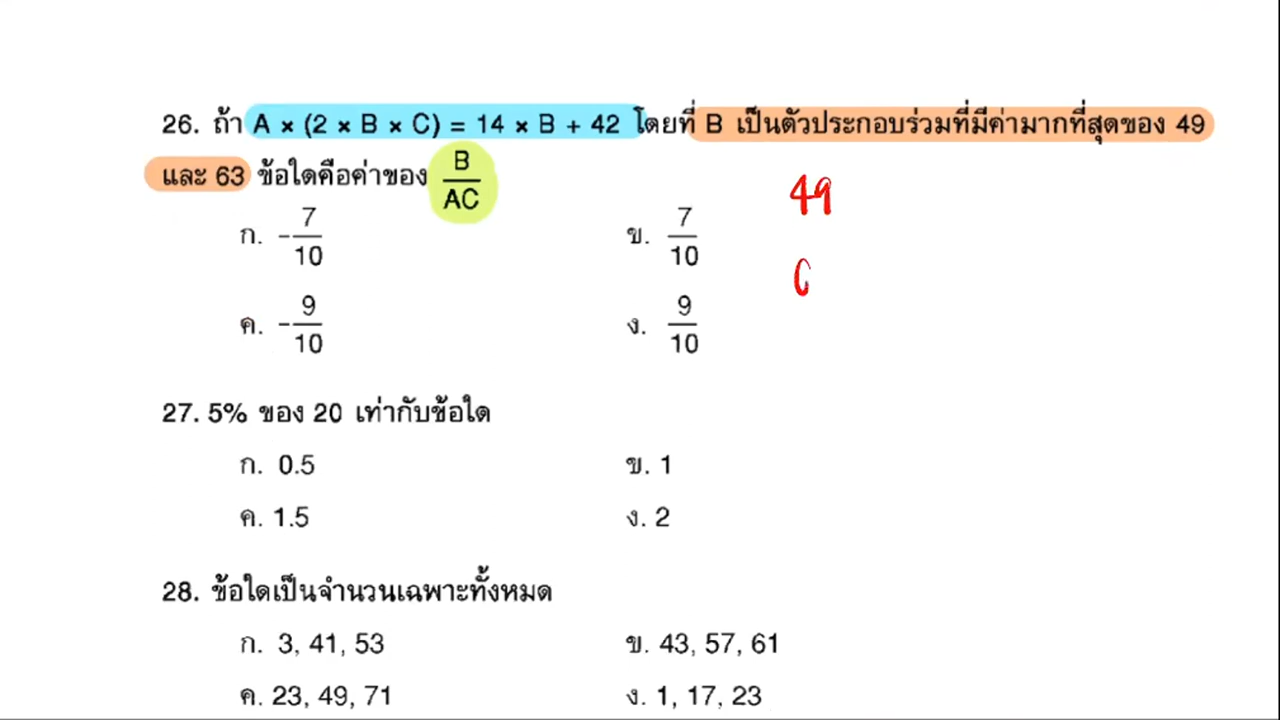 26. ถ้า A × (2 × B × C) = 14 × B + 42 โดยที่ B เป็นตัวประกอบร่วมที่มีค่ามากที่สุดของ 49
และ 63 ข้อใดคือค่าของ B/AC
49
ก. -7/10 ข. 7/10
ค. -9/10 ง. 9/10
27. 5% ของ 20 เท่ากับข้อใด
ก. 0.5 ข. 1
ค. 1.5 ง. 2
28. ข้อใดเป็นจำนวนเฉพาะทั้งหมด
ก. 3, 41, 53 ข. 43, 57, 61
ค. 23, 49, 71 ง. 1, 17, 23